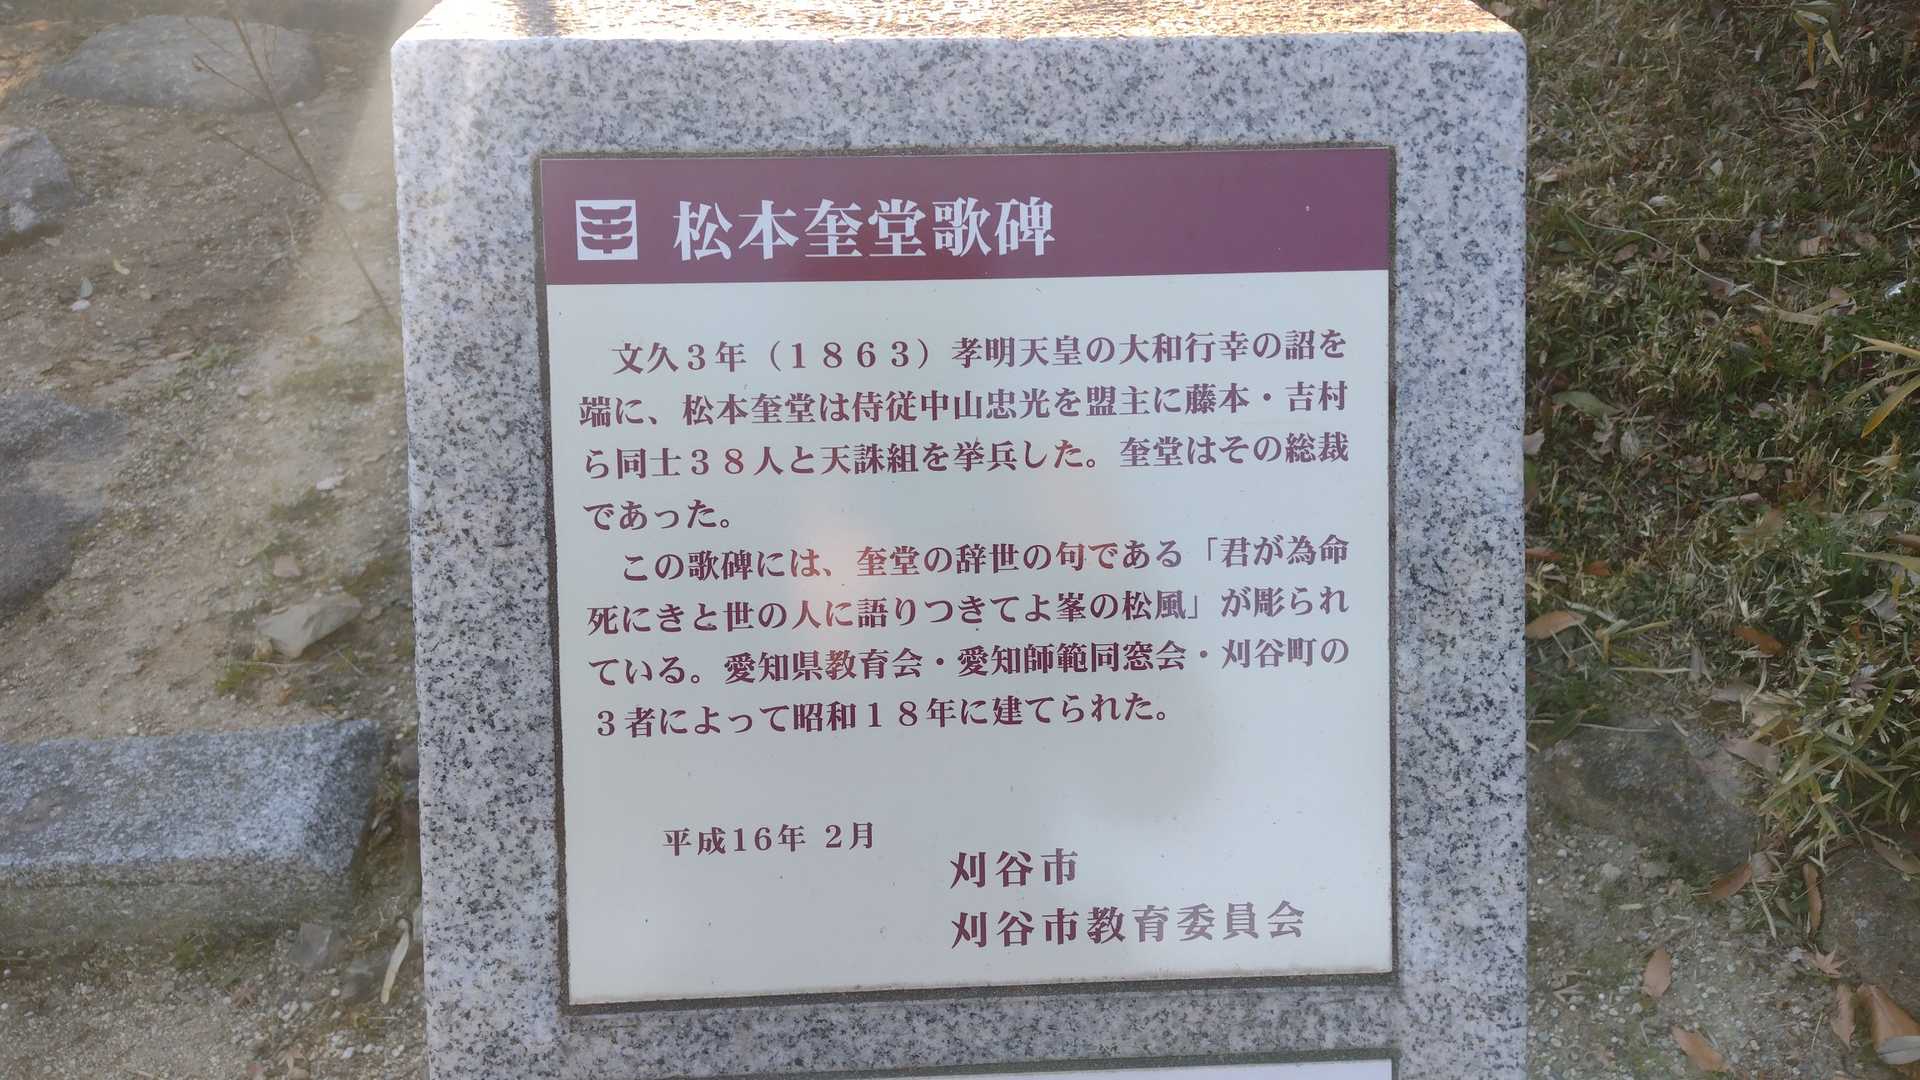 松本奎堂歌碑
文久３年（１８６３）孝明天皇の大和行幸の詔を
端に、松本奎堂は侍従中山忠光を盟主に藤本・吉村
ら同士３８人と天誅組を挙兵した。奎堂はその総裁
であった。
この歌碑には、奎堂の辞世の句である「君が為命
死にきと世の人に語りつきてよ峯の松風」が彫られ
ている。愛知県教育会・愛知師範同窓会・刈谷町の
３者によって昭和１８年に建てられた。
平成16年 2月
刈谷市
刈谷市教育委員会